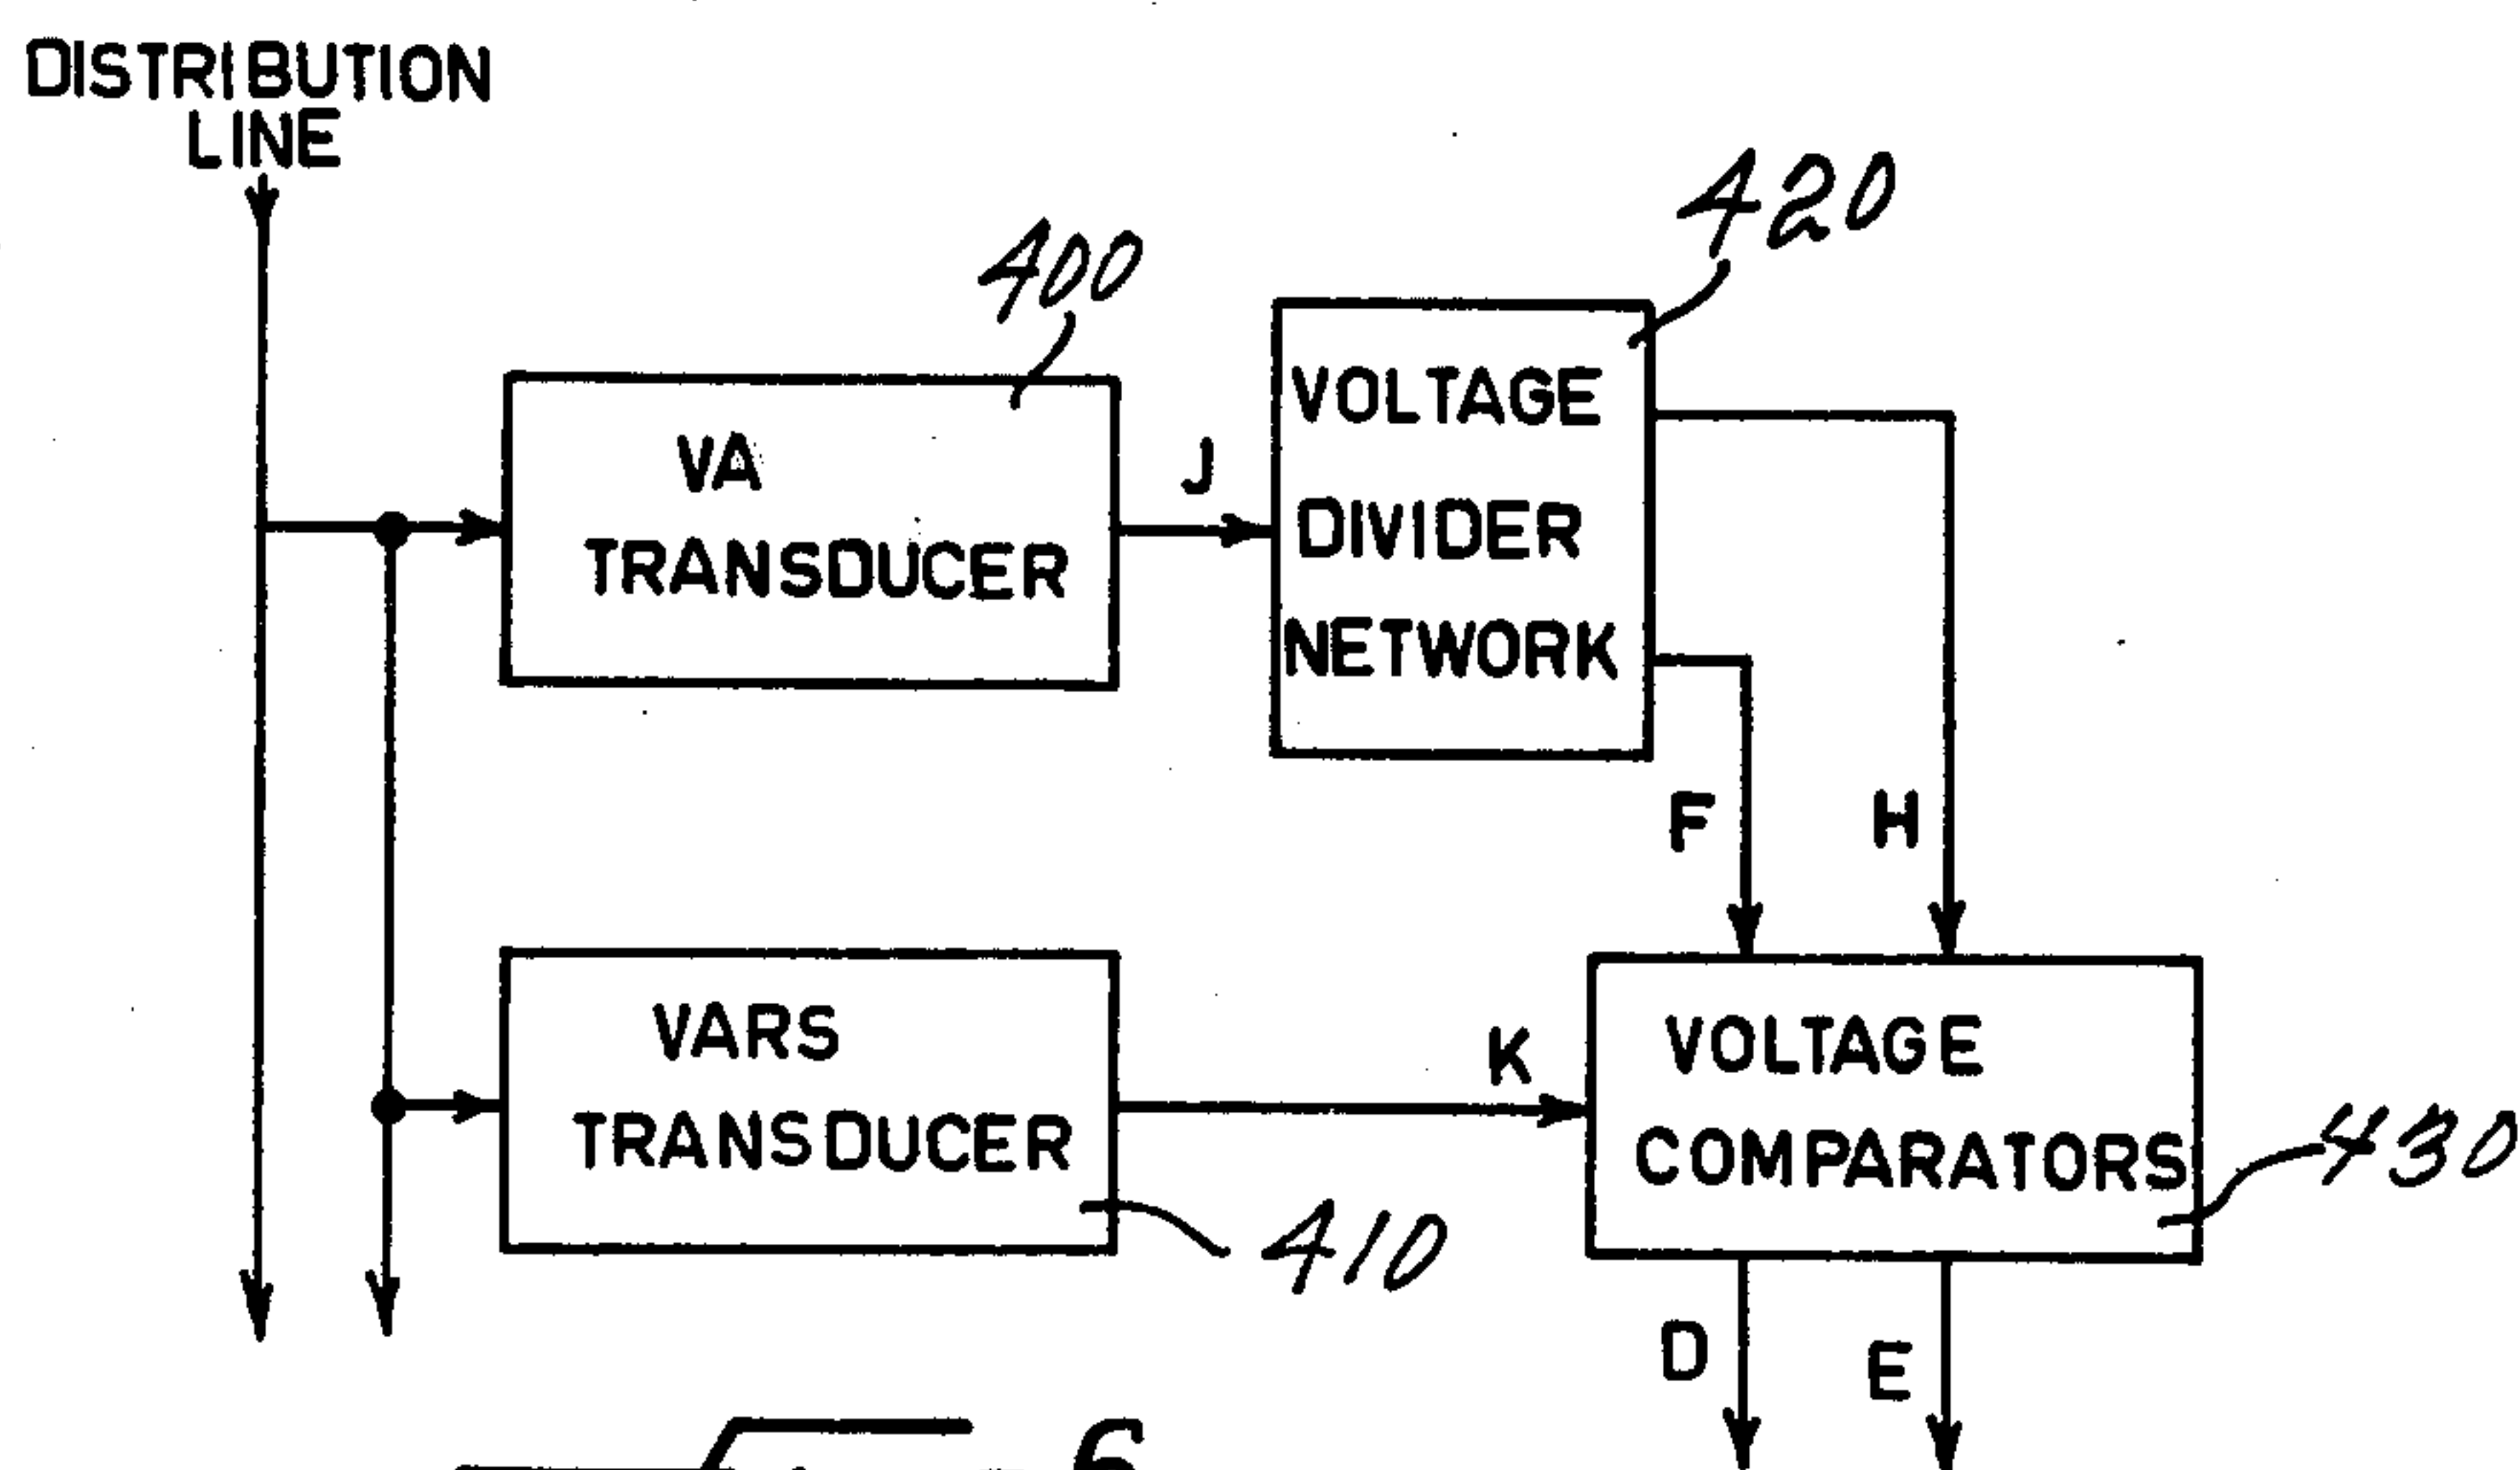 DISTRIBUTION
LINE
420
400
VA
TRANSDUCER
J
VOLTAGE
DIVIDER
NETWORK
F
H
VARS
TRANSDUCER
K
VOLTAGE
COMPARATORS
430
410
D
E
6